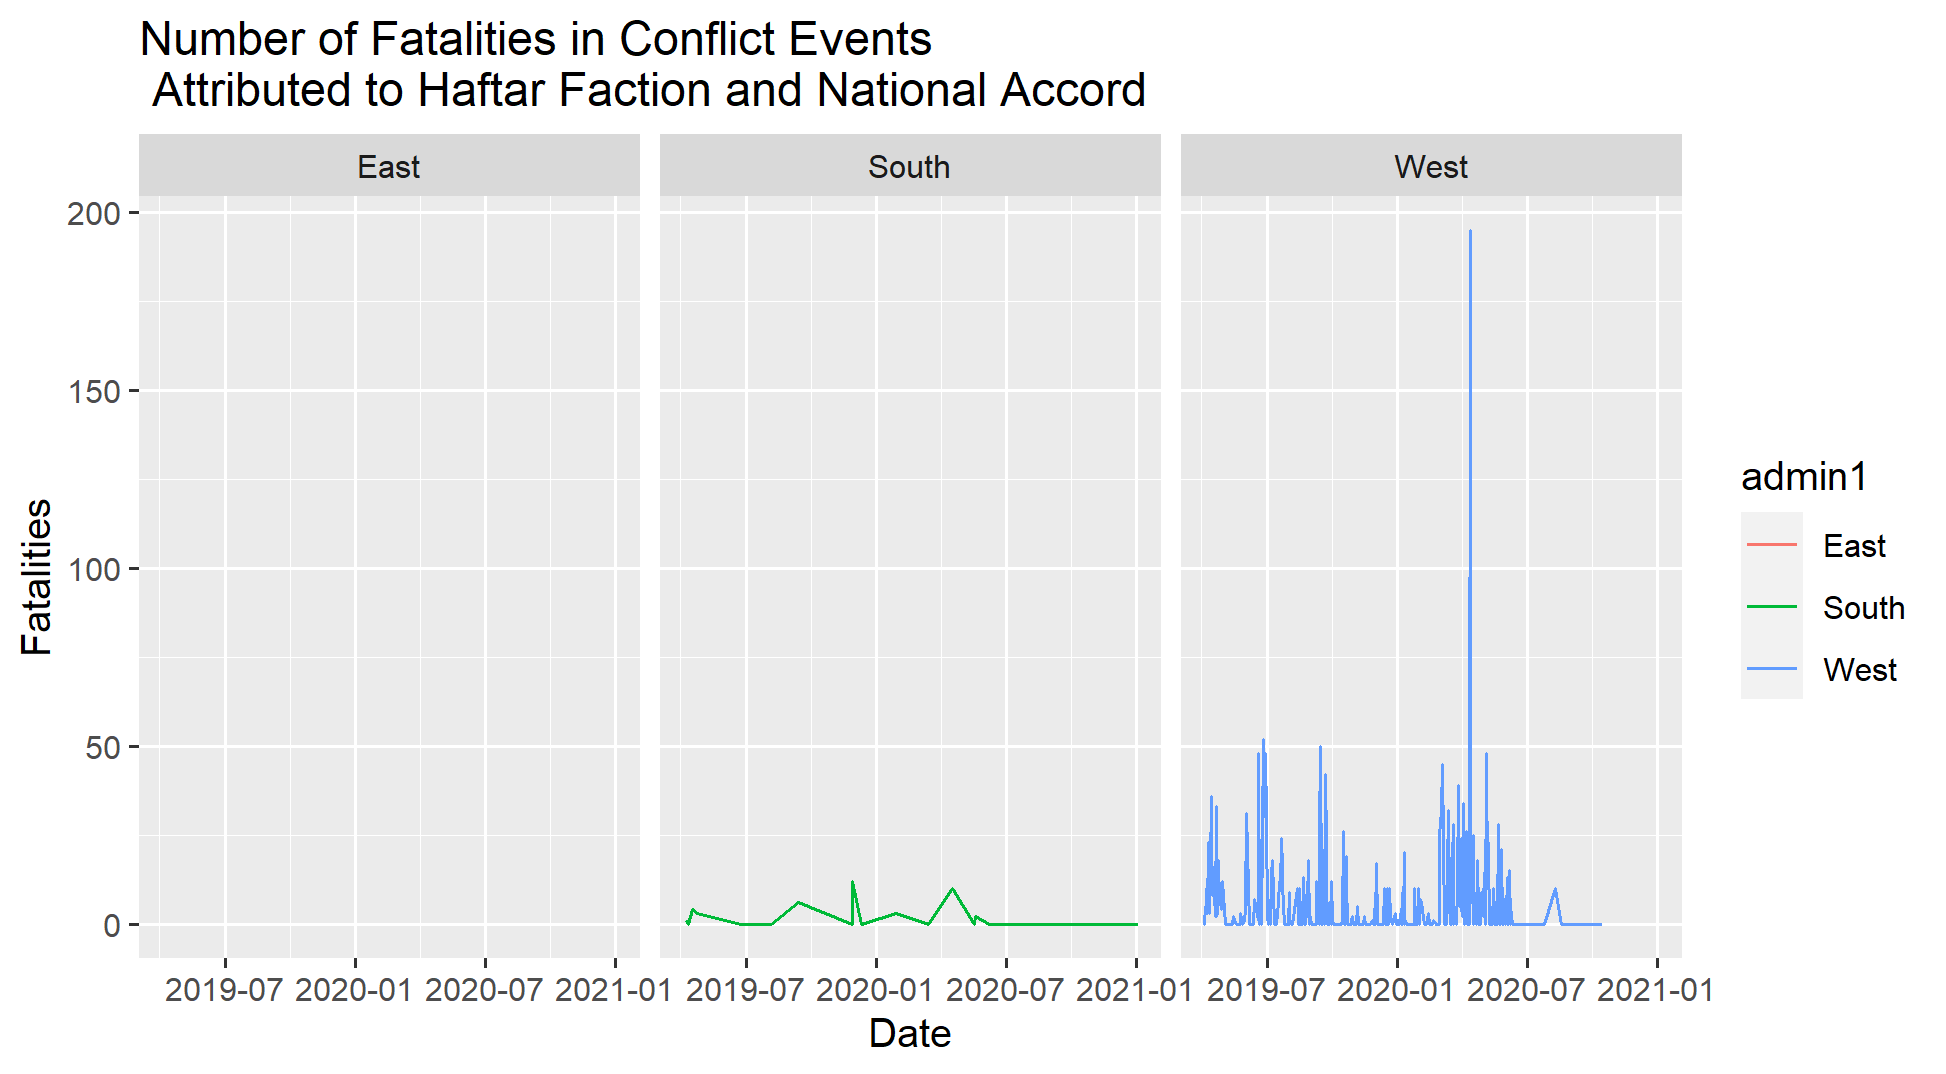 Number of Fatalities in Conflict Events
Attributed to Haftar Faction and National Accord
East
South
West
200
150
100
50
0
Fatalities
2019-07
2020-01
2020-07
2021-01
2019-07
2020-01
2020-07
2021-01
2019-07
2020-01
2020-07
2021-01
Date
admin1
East
South
West